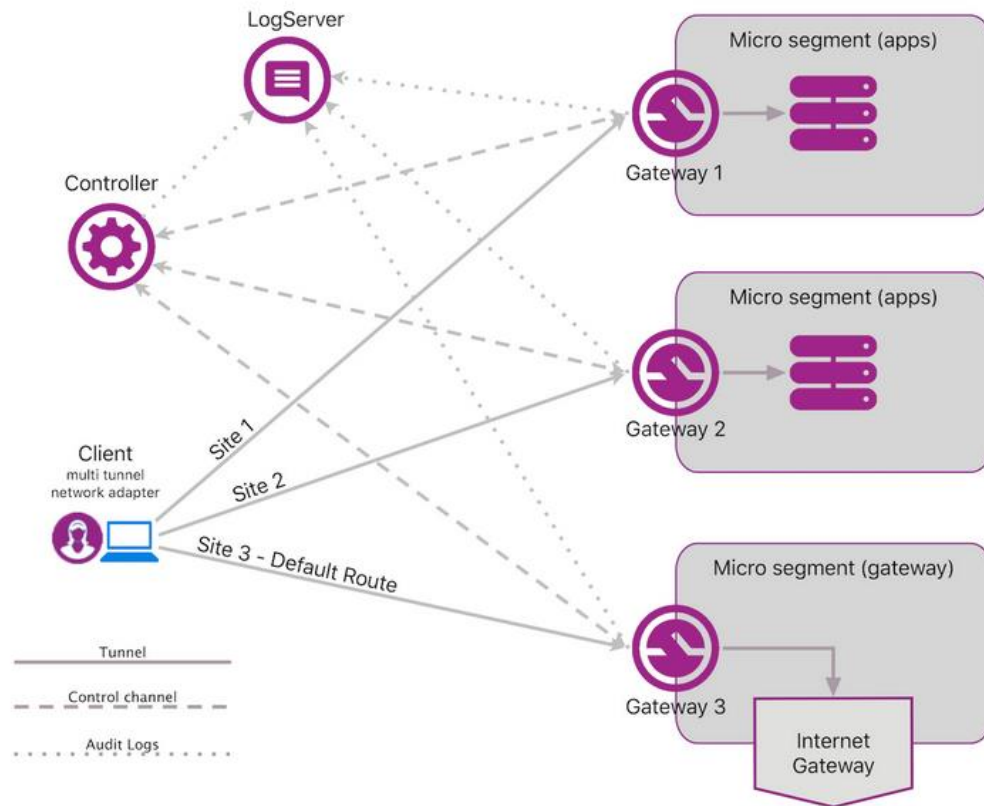 LogServer
Micro segment (apps)
Gateway 1
Controller
Micro segment (apps)
Gateway 2
Site 1
Site 2
Client
multi tunnel
network adapter
Site 3 - Default Route
Micro segment (gateway)
Gateway 3
Internet
Gateway
Tunnel
Control channel
Audit Logs